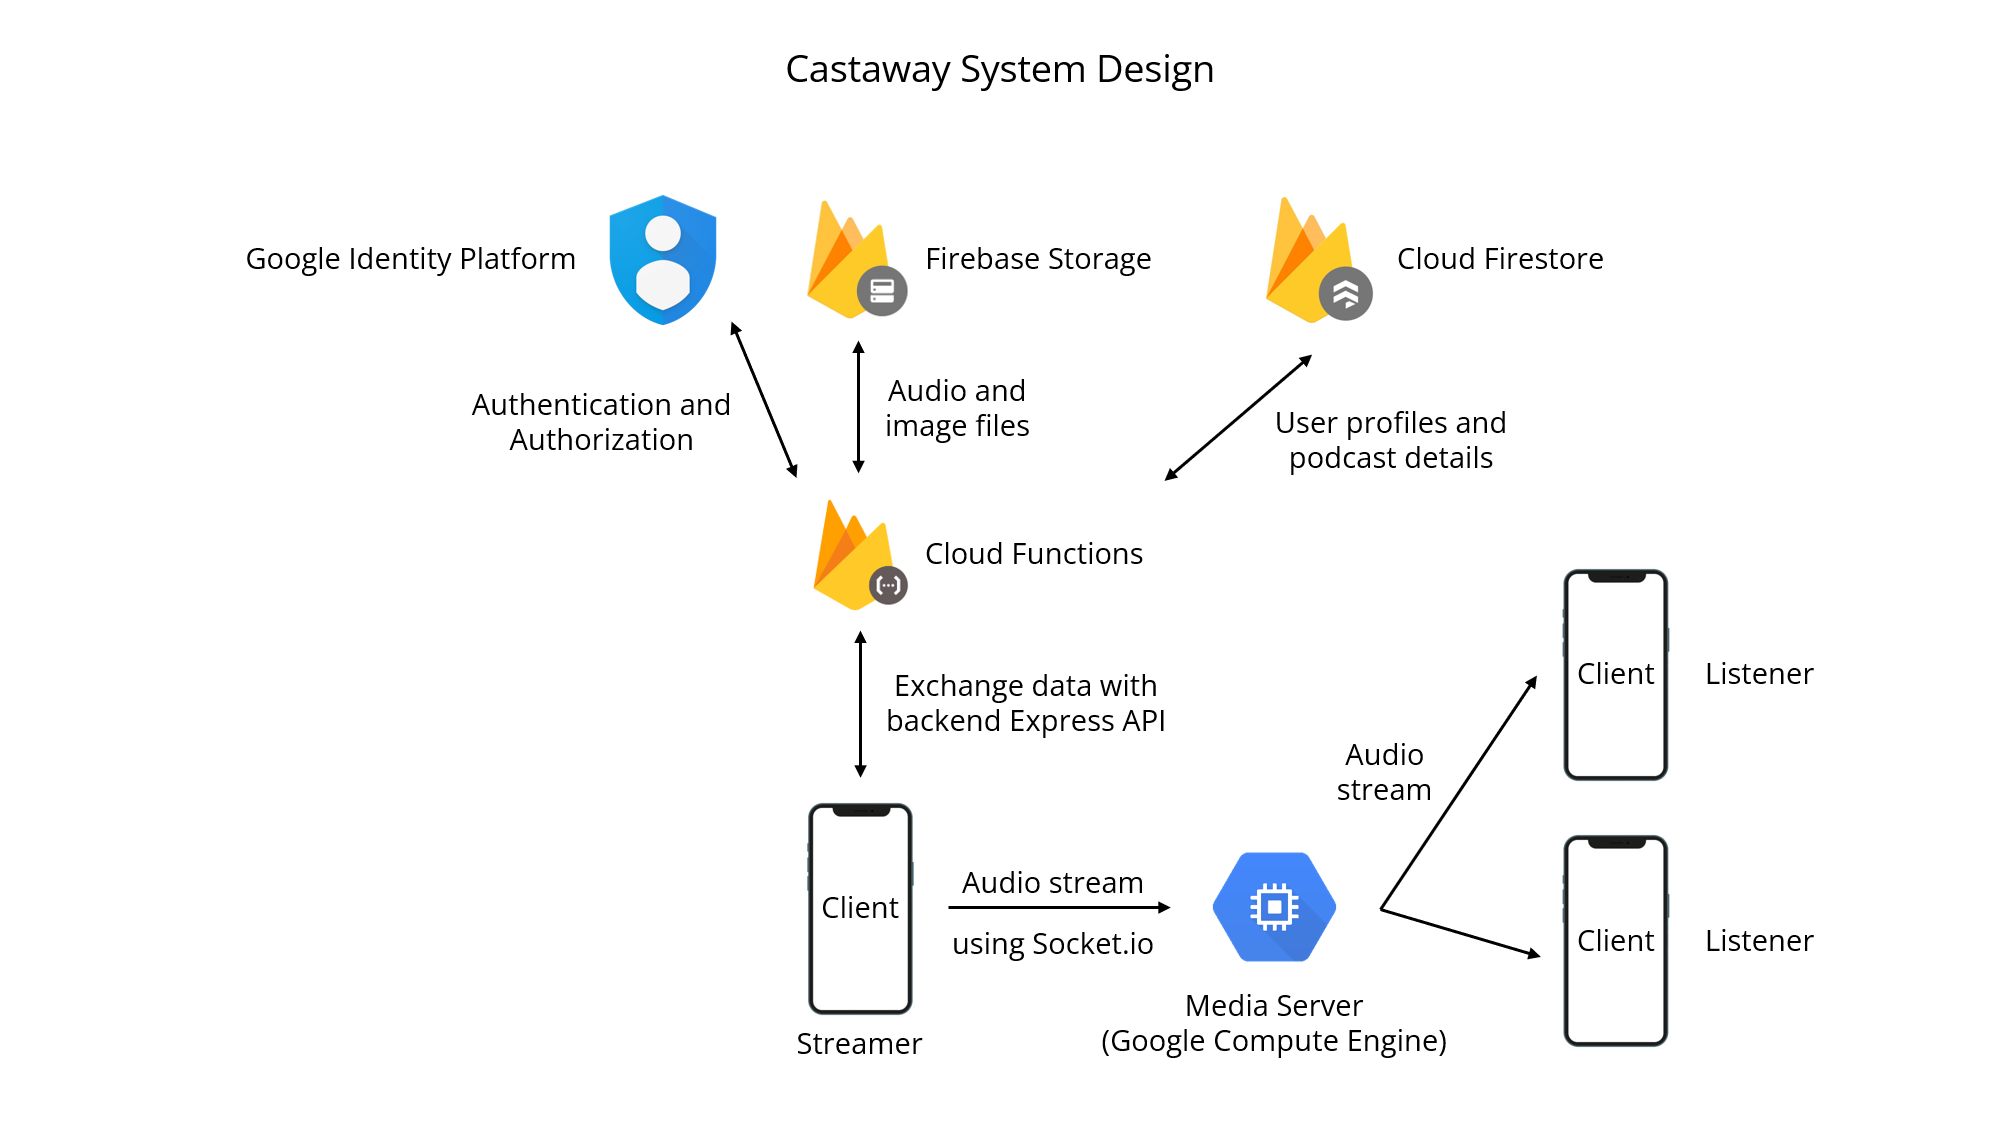 Castaway System Design
Google Identity Platform
Firebase Storage
Cloud Firestore
Authentication and
Authorization
Audio and
image files
User profiles and
podcast details
Cloud Functions
Exchange data with
backend Express API
Client
Listener
Audio
stream
Client
Streamer
Audio stream
using Socket.io
Media Server
(Google Compute Engine)
Client
Listener